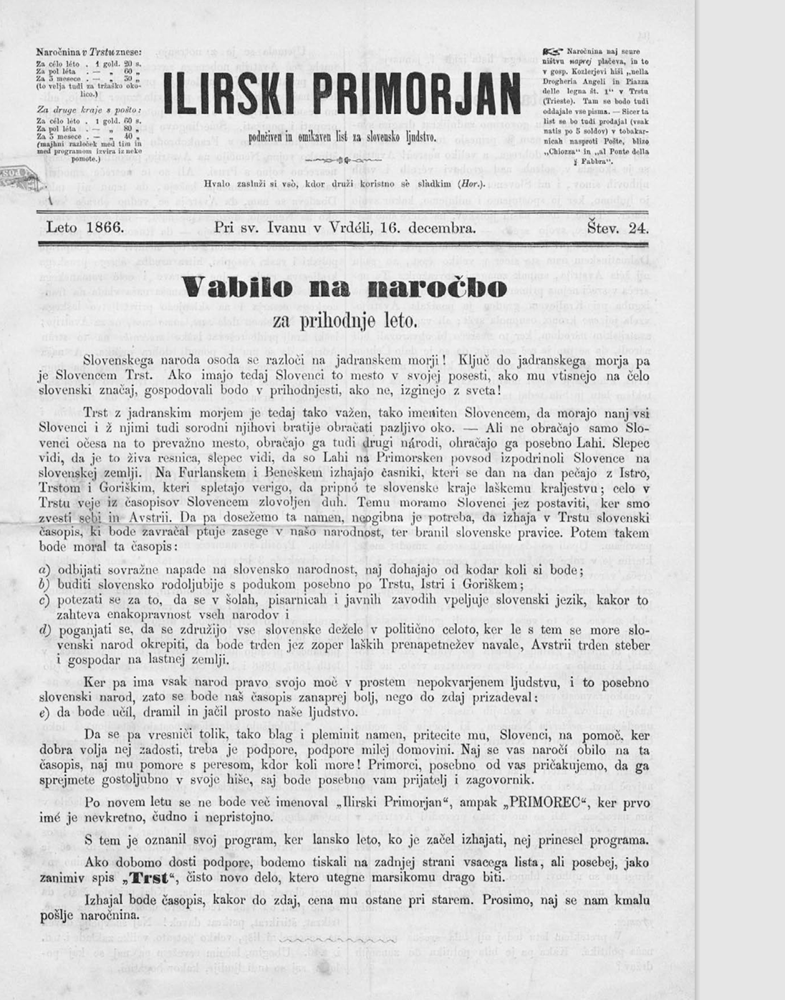 Naročnina v Trstu znese:
Za célo léto . 1 gold. 20 s.
Za pol léta . — „ 60 „
Za 3 mesece . — „ 30 „
(to velja tudi za tržaško oko-
lico.)
Za druge kraje s pošto:
Za célo léto . 1 gold. 60 s.
Za pol léta . — „ 80 „
Za 3 mesece . — „ 40 „
(majhni razloček med tim in
med programom izvira iz neke
pomote.)
ILIRSKI PRIMORJAN
podučiven in omikaven list za slovensko ljudstvo.
Hvalo zasluži si vsò, kdor druži koristno sè sladkim (Hor.).
Naročnina naj se ure
ništvu naprej plačeva, in to
v gosp. Kozlerjevi hiši „nella
Drogheria Angeli in Piazza
delle legna št. 1“ v Trstu
(Trieste). Tam se bodo tudi
oddajale vse pisma. — Sicer ta
list se bo tudi prodajal (vsak
natis po 5 soldov) v tobakar-
nicah nasproti Pošte, blizo
„Chiozza“ in „al Ponte della
Fabbra“.
Leto 1866. Pri sv. Ivanu v Vrdéli, 16. decembra. Štev. 24.
Vabilo na naročbo
za prihodnje leto.
Slovenskega naroda osoda se razloči na jadranskem morji! Ključ do jadranskega morja pa
je Slovencem Trst. Ako imajo tedaj Slovenci to mesto v svojej posesti, ako mu vtisnejo na čelo
slovenski značaj, gospodovali bodo v prihodnjesti, ako ne, izginejo z sveta!
Trst z jadranskim morjem je tedaj tako važen, tako imeniten Slovencem, da morajo nanj vsi
Slovenci i ž njimi tudi sorodni njihovi bratije obračati pazljivo oko. — Ali ne obračajo samo Slo-
venci očesa na to prevažno mesto, obračajo ga tudi drugi národi, obračajo ga posebno Lahi. Slepec
vidi, da je to živa resnica, slepec vidi, da so Lahi na Primorskem povsod izpodrinoli Slovence na
slovenskej zemlji. Na Furlanskem i Beneškem izhajajo časniki, kteri se dan na dan pečajo z Istro,
Trstom i Goriškim, kteri spletajo verigo, da pripnó te slovenske kraje laškemu kraljestvu; celo v
Trstu veje iz časopisov Slovencem zlovoljen duh. Temu moramo Slovenci jez postaviti, ker smo
zvesti sebi in Avstrii. Da pa dosežemo ta namen, neogibna je potreba, da izhaja v Trstu slovenski
časopis, ki bode zavračal ptuje zasege v našo narodnost, ter branil slovenske pravice. Potem takem
bode moral ta časopis:
a) odbijati sovražne napade na slovensko narodnost, naj dohajajo od kodar koli si bode;
b) buditi slovensko rodoljubije s podukom posebno po Trstu, Istri i Goriškem;
c) potezati se za to, da se v šolah, pisarnicah i javnih zavodih vpeljuje slovenski jezik, kakor to
zahteva enakopravnost vseh narodov i
d) poganjati se, da se združijo vse slovenske dežele v politično celoto, ker le s tem se more slo-
venski narod okrepiti, da bode trden jez zoper laških prenapetnežev navale, Avstrii trden steber
i gospodar na lastnej zemlji.
Ker pa ima vsak narod pravo svojo moč v prostem nepokvarjenem ljudstvu, i to posebno
slovenski narod, zato se bode naš časopis zanaprej bolj, nego do zdaj prizadeval:
e) da bode učíl, dramil in jačil prosto naše ljudstvo.
Da se pa vresniči tolik, tako blag i pleminit namen, pritecite mu, Slovenci, na pomoč, ker
dobra volja nej zadosti, treba je podpore, podpore milej domovini. Naj se vas naročí obilo na ta
časopis, naj mu pomore s peresom, kdor koli more! Primorci, posebno od vas pričakujemo, da ga
sprejmete gostoljubno v svoje hiše, saj bode posebno vam prijatelj i zagovornik.
Po novem letu se ne bode več imenoval „Ilirski Primorjan“, ampak „PRIMOREC“, ker prvo
imé je nevkretno, čudno i nepristojno.
S tem je oznanil svoj program, ker lansko leto, ko je začel izhajati, nej prinesel programa.
Ako dobomo dosti podpore, bodemo tiskali na zadnjej strani vsacega lista, ali posebej, jako
zanimiv spis „Trst“, čisto novo delo, ktero utegne marsikomu drago biti.
Izhajal bode časopis, kakor do zdaj, cena mu ostane pri starem. Prosimo, naj se nam kmalu
pošlje naročnina.